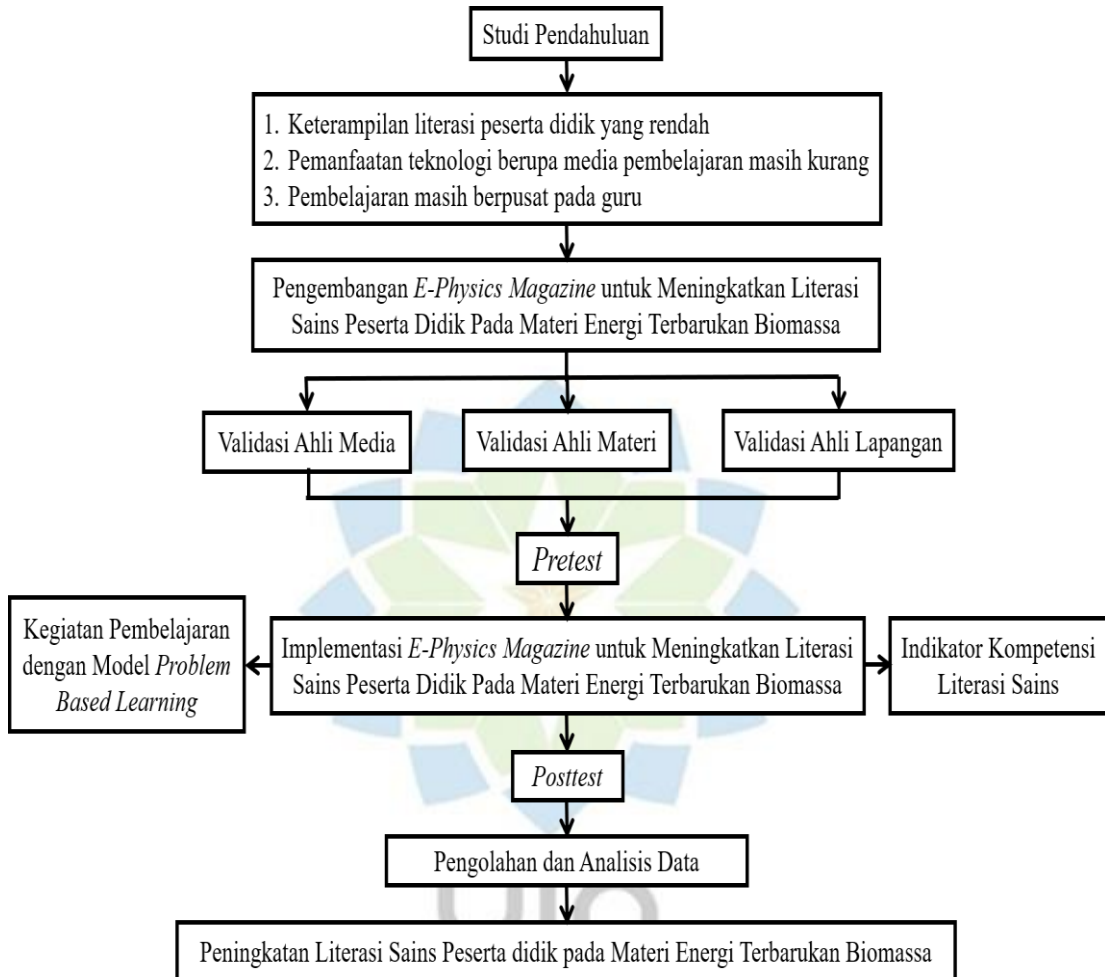 Studi Pendahuluan
1. Keterampilan literasi peserta didik yang rendah
2. Pemanfaatan teknologi berupa media pembelajaran masih kurang
3. Pembelajaran masih berpusat pada guru
Pengembangan E-Physics Magazine untuk Meningkatkan Literasi
Sains Peserta Didik Pada Materi Energi Terbarukan Biomassa
Validasi Ahli Media
Validasi Ahli Materi
Validasi Ahli Lapangan
Pretest
Kegiatan Pembelajaran
dengan Model Problem
Based Learning
Implementasi E-Physics Magazine untuk Meningkatkan Literasi
Sains Peserta Didik Pada Materi Energi Terbarukan Biomassa
Indikator Kompetensi
Literasi Sains
Posttest
Pengolahan dan Analisis Data
Peningkatan Literasi Sains Peserta didik pada Materi Energi Terbarukan Biomassa